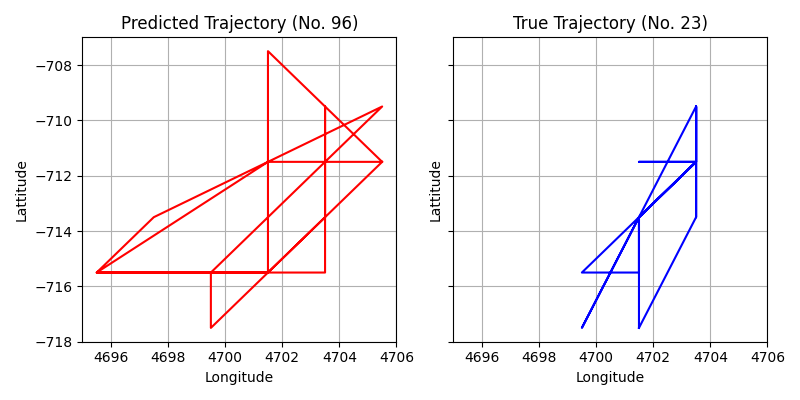 Predicted Trajectory (No. 96)
True Trajectory (No. 23)
Lattitude
−708
−710
−712
−714
−716
−718
4696 4698 4700 4702 4704 4706
Longitude
Lattitude
4696 4698 4700 4702 4704 4706
Longitude